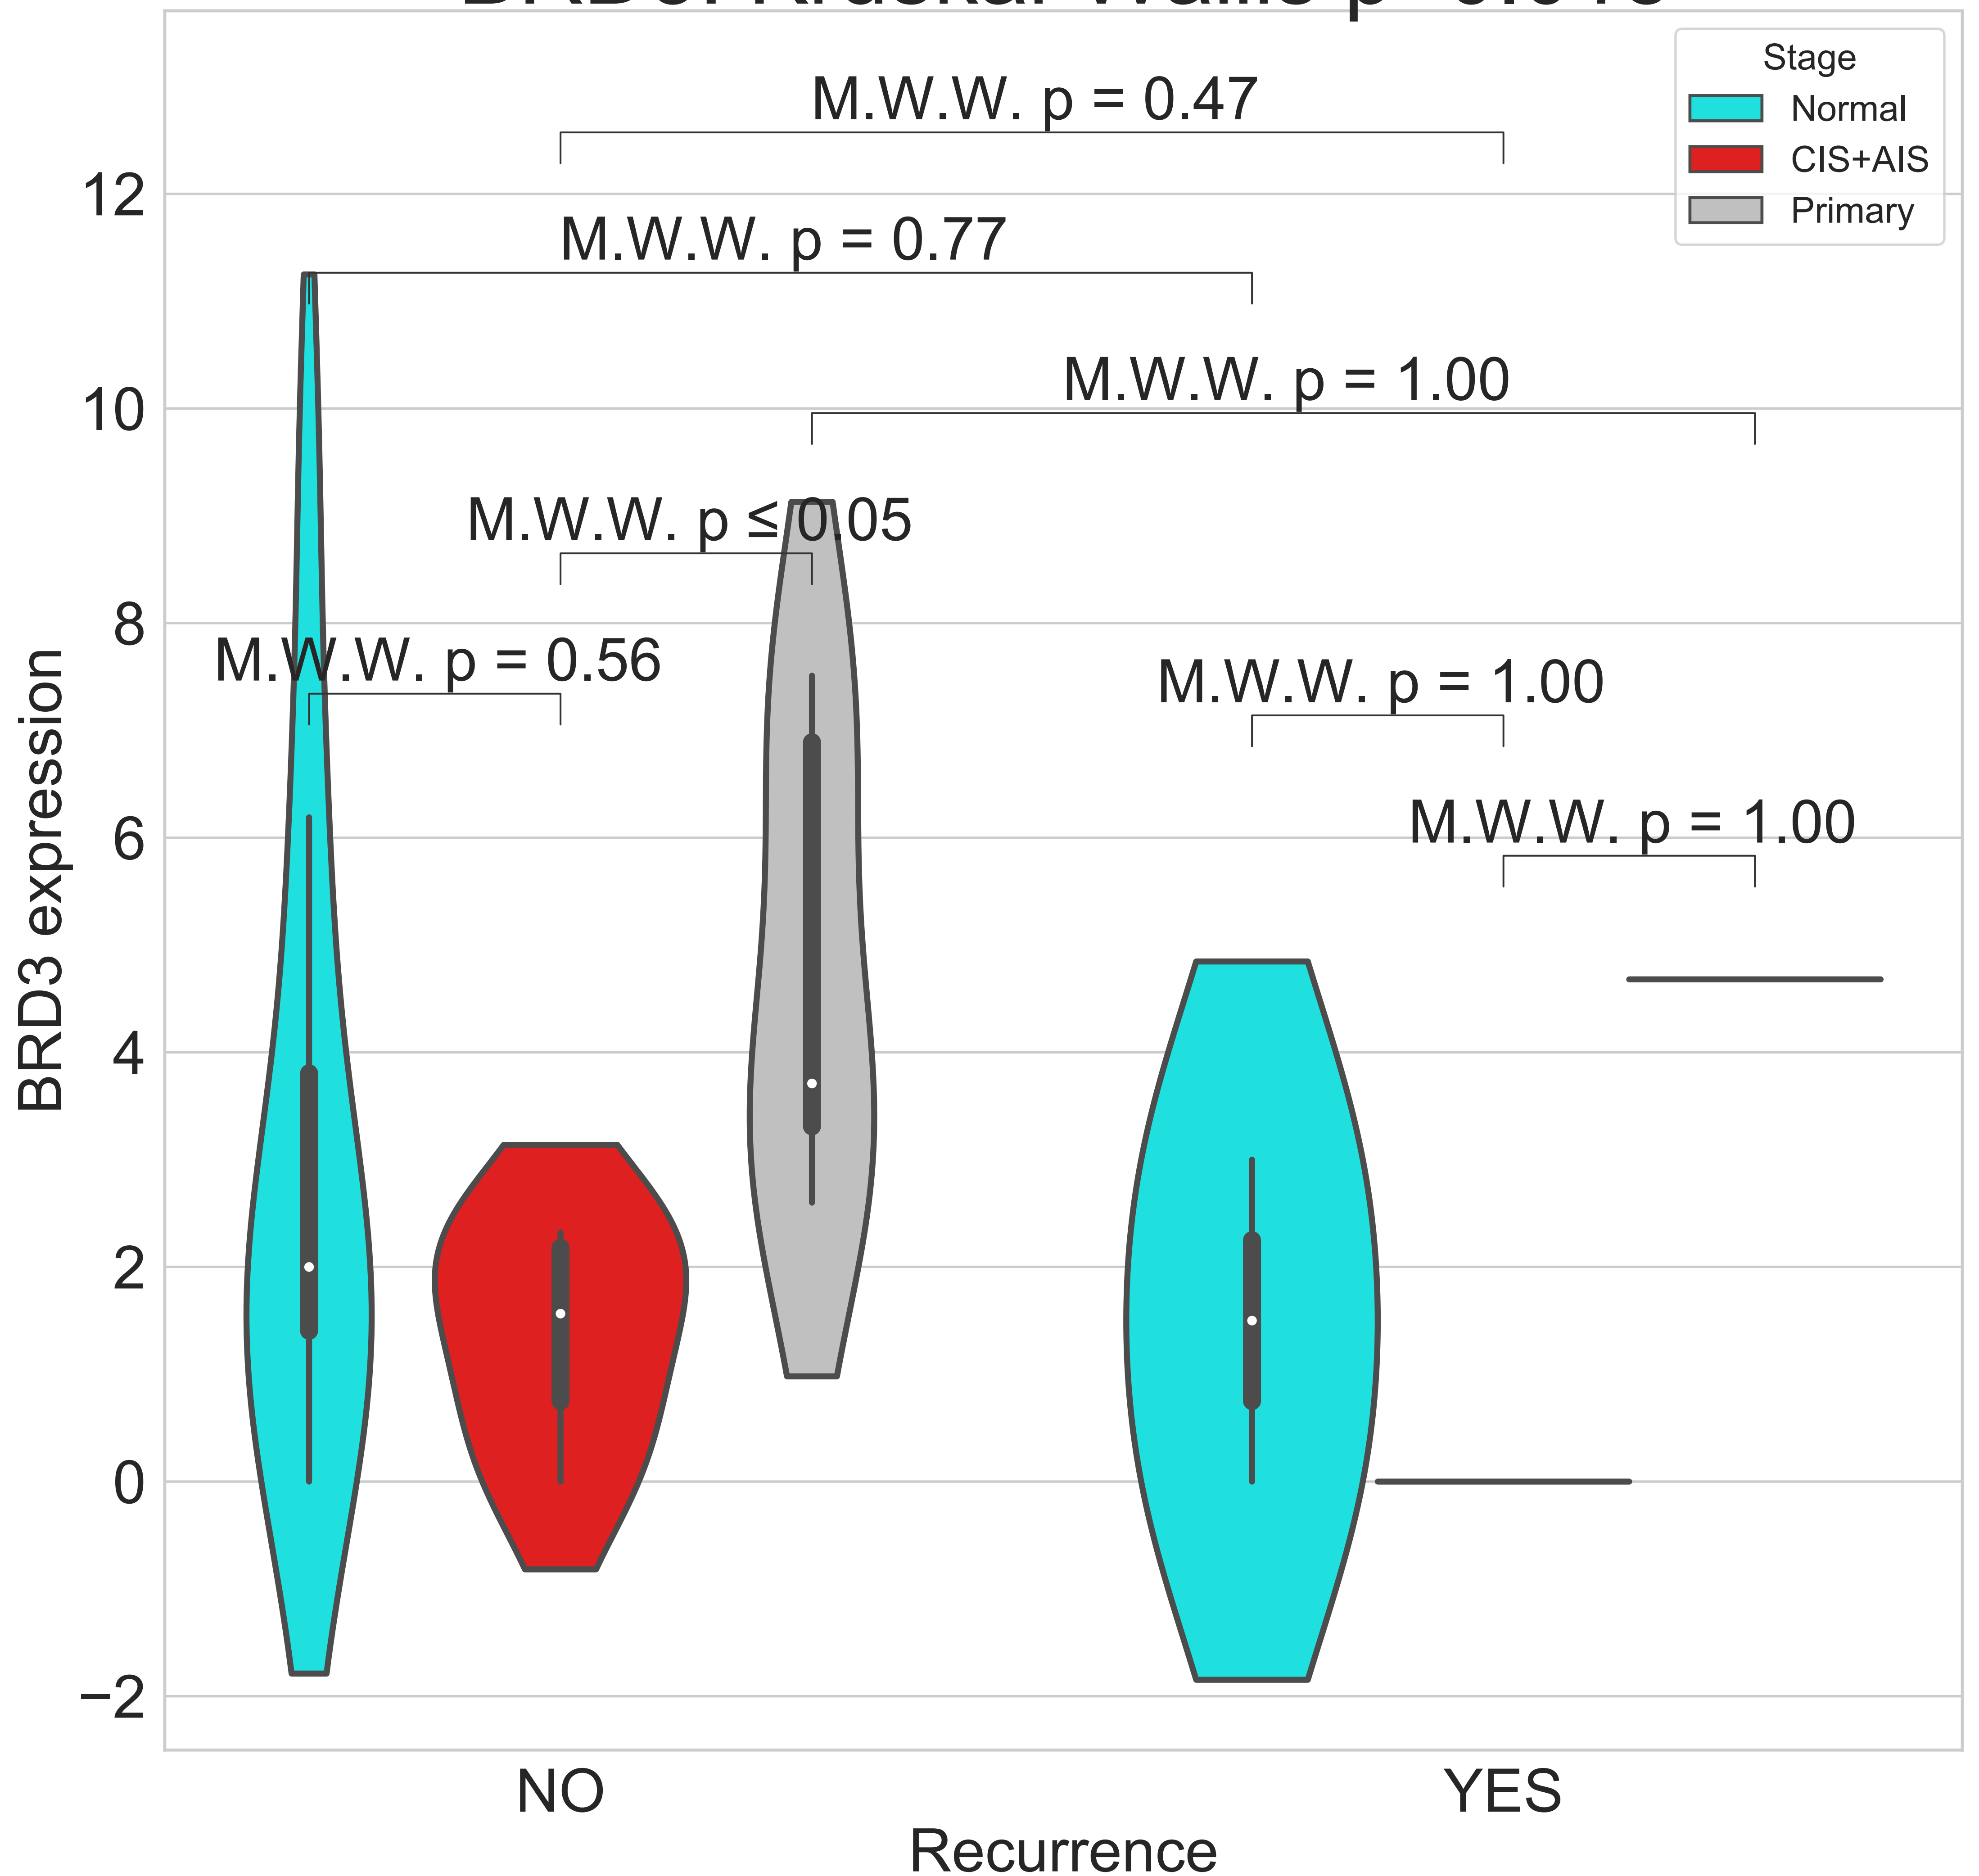 Stage
Normal
CIS+AIS
Primary
M.W.W. p = 0.47
M.W.W. p = 0.77
M.W.W. p = 1.00
M.W.W. p ≤ 0.05
M.W.W. p = 0.56
M.W.W. p = 1.00
M.W.W. p = 1.00
BRD3 expression
12
10
8
6
4
2
0
−2
NO
YES
Recurrence